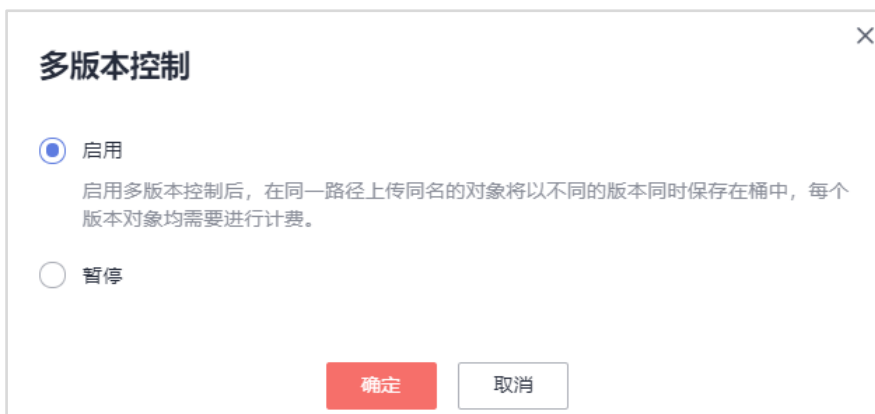 多版本控制
启用
启用多版本控制后，在同一路径上传同名的对象将以不同的版本同时保存在桶中，每个
版本对象均需要进行计费。
暂停
确定
取消